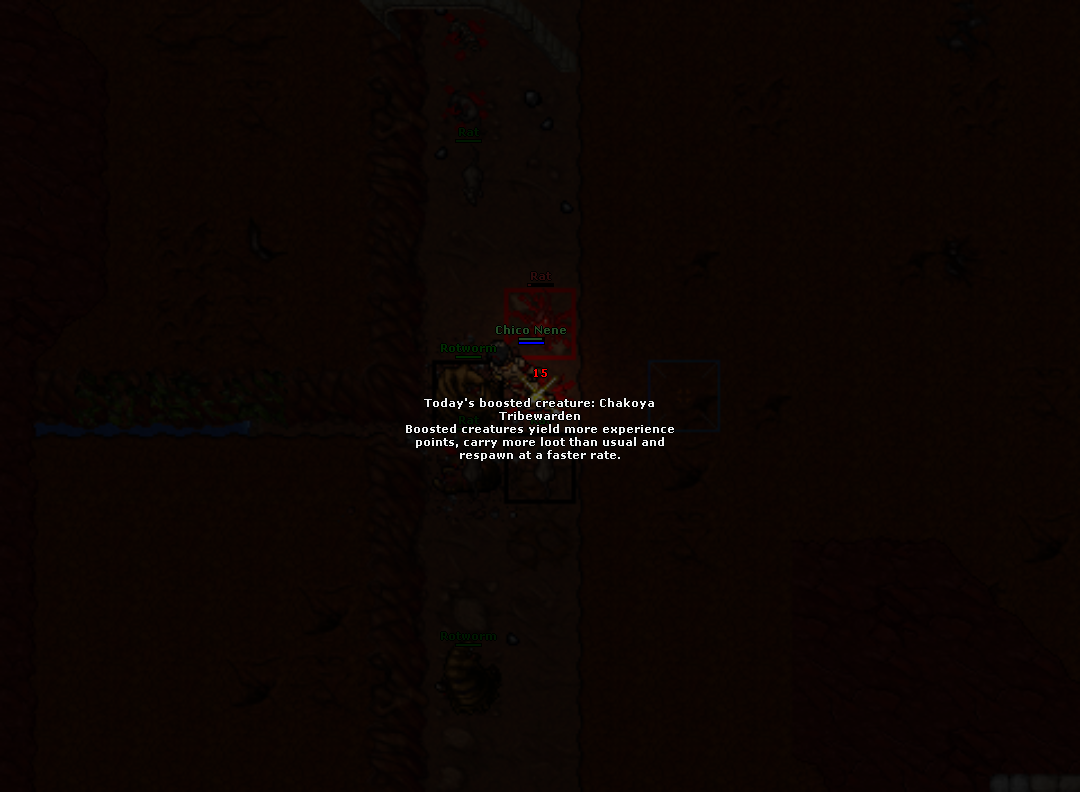 Rat
Rat
Chico Nene
Rotworm
15
Today's boosted creature: Chakoya
Tribewarden
Boosted creatures yield more experience
points, carry more loot than usual and
respawn at a faster rate.
Rotworm